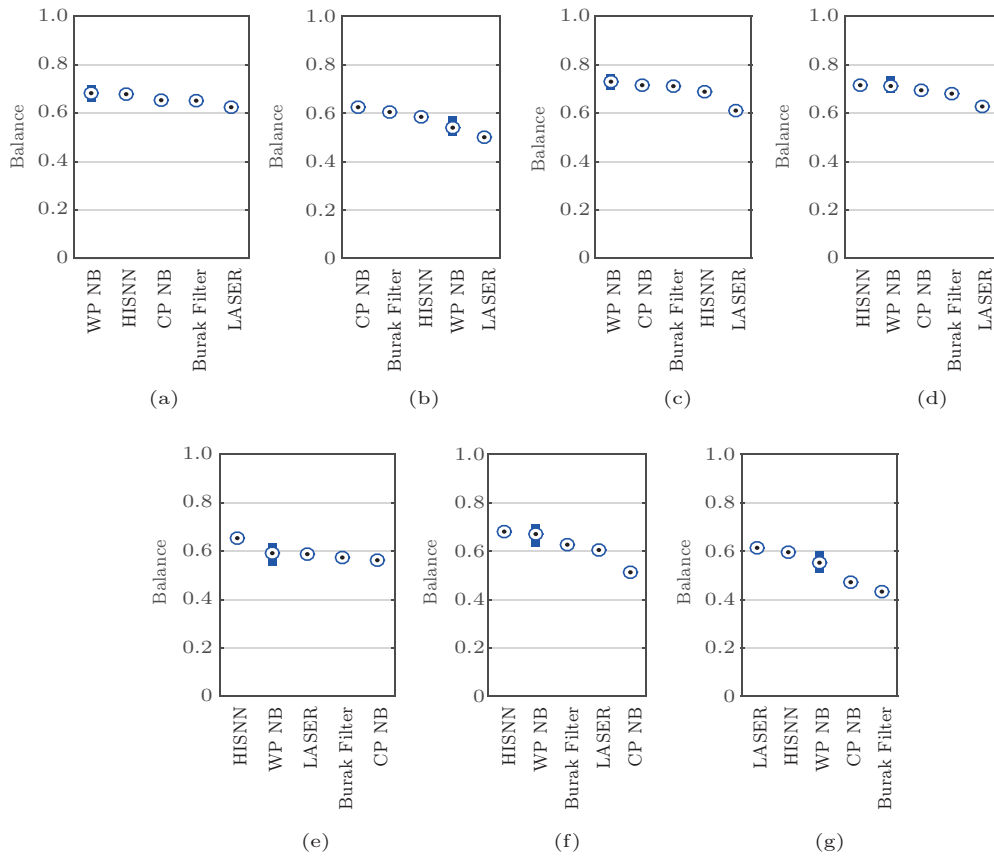 1.0
0.8
0.6
0.4
0.2
0
Balance
WP NB
HISNN
CP NB
Burak Filter
LASER
(a)
1.0
0.8
0.6
0.4
0.2
0
Balance
CP NB
Burak Filter
HISNN
WP NB
LASER
(b)
1.0
0.8
0.6
0.4
0.2
0
Balance
WP NB
CP NB
Burak Filter
HISNN
LASER
(c)
1.0
0.8
0.6
0.4
0.2
0
Balance
HISNN
WP NB
CP NB
Burak Filter
LASER
(d)
1.0
0.8
0.6
0.4
0.2
0
Balance
HISNN
WP NB
LASER
Burak Filter
CP NB
(e)
1.0
0.8
0.6
0.4
0.2
0
Balance
HISNN
WP NB
Burak Filter
LASER
CP NB
(f)
1.0
0.8
0.6
0.4
0.2
0
Balance
LASER
HISNN
WP NB
CP NB
Burak Filter
(g)